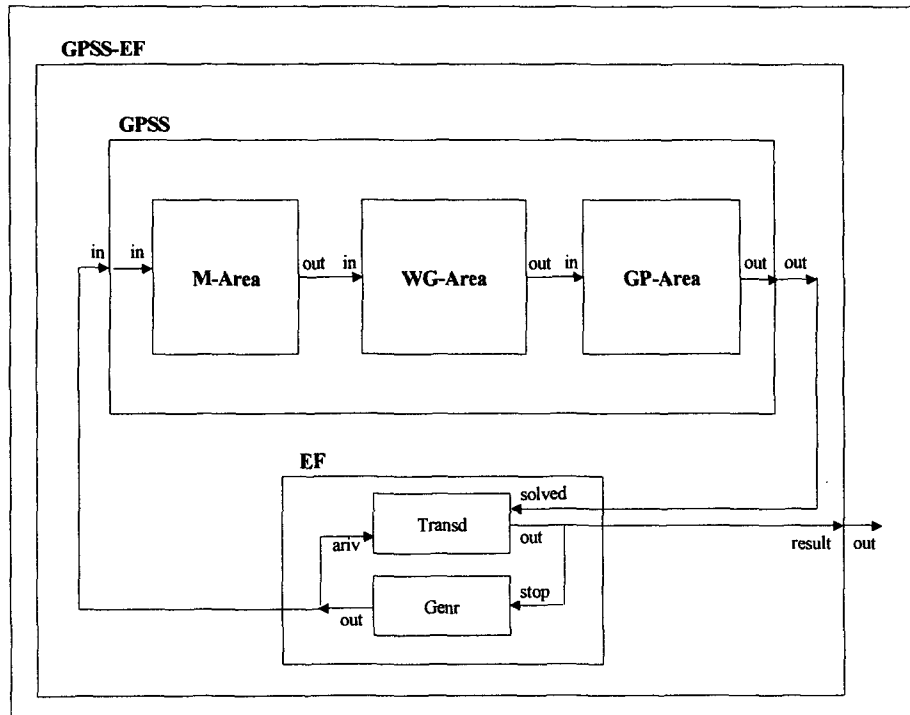 GPSS-EF
GPSS
in in M-Area out in WG-Area out in GP-Area out out
EF
solved
Transd
out
ariv
result out
stop
Genr
out